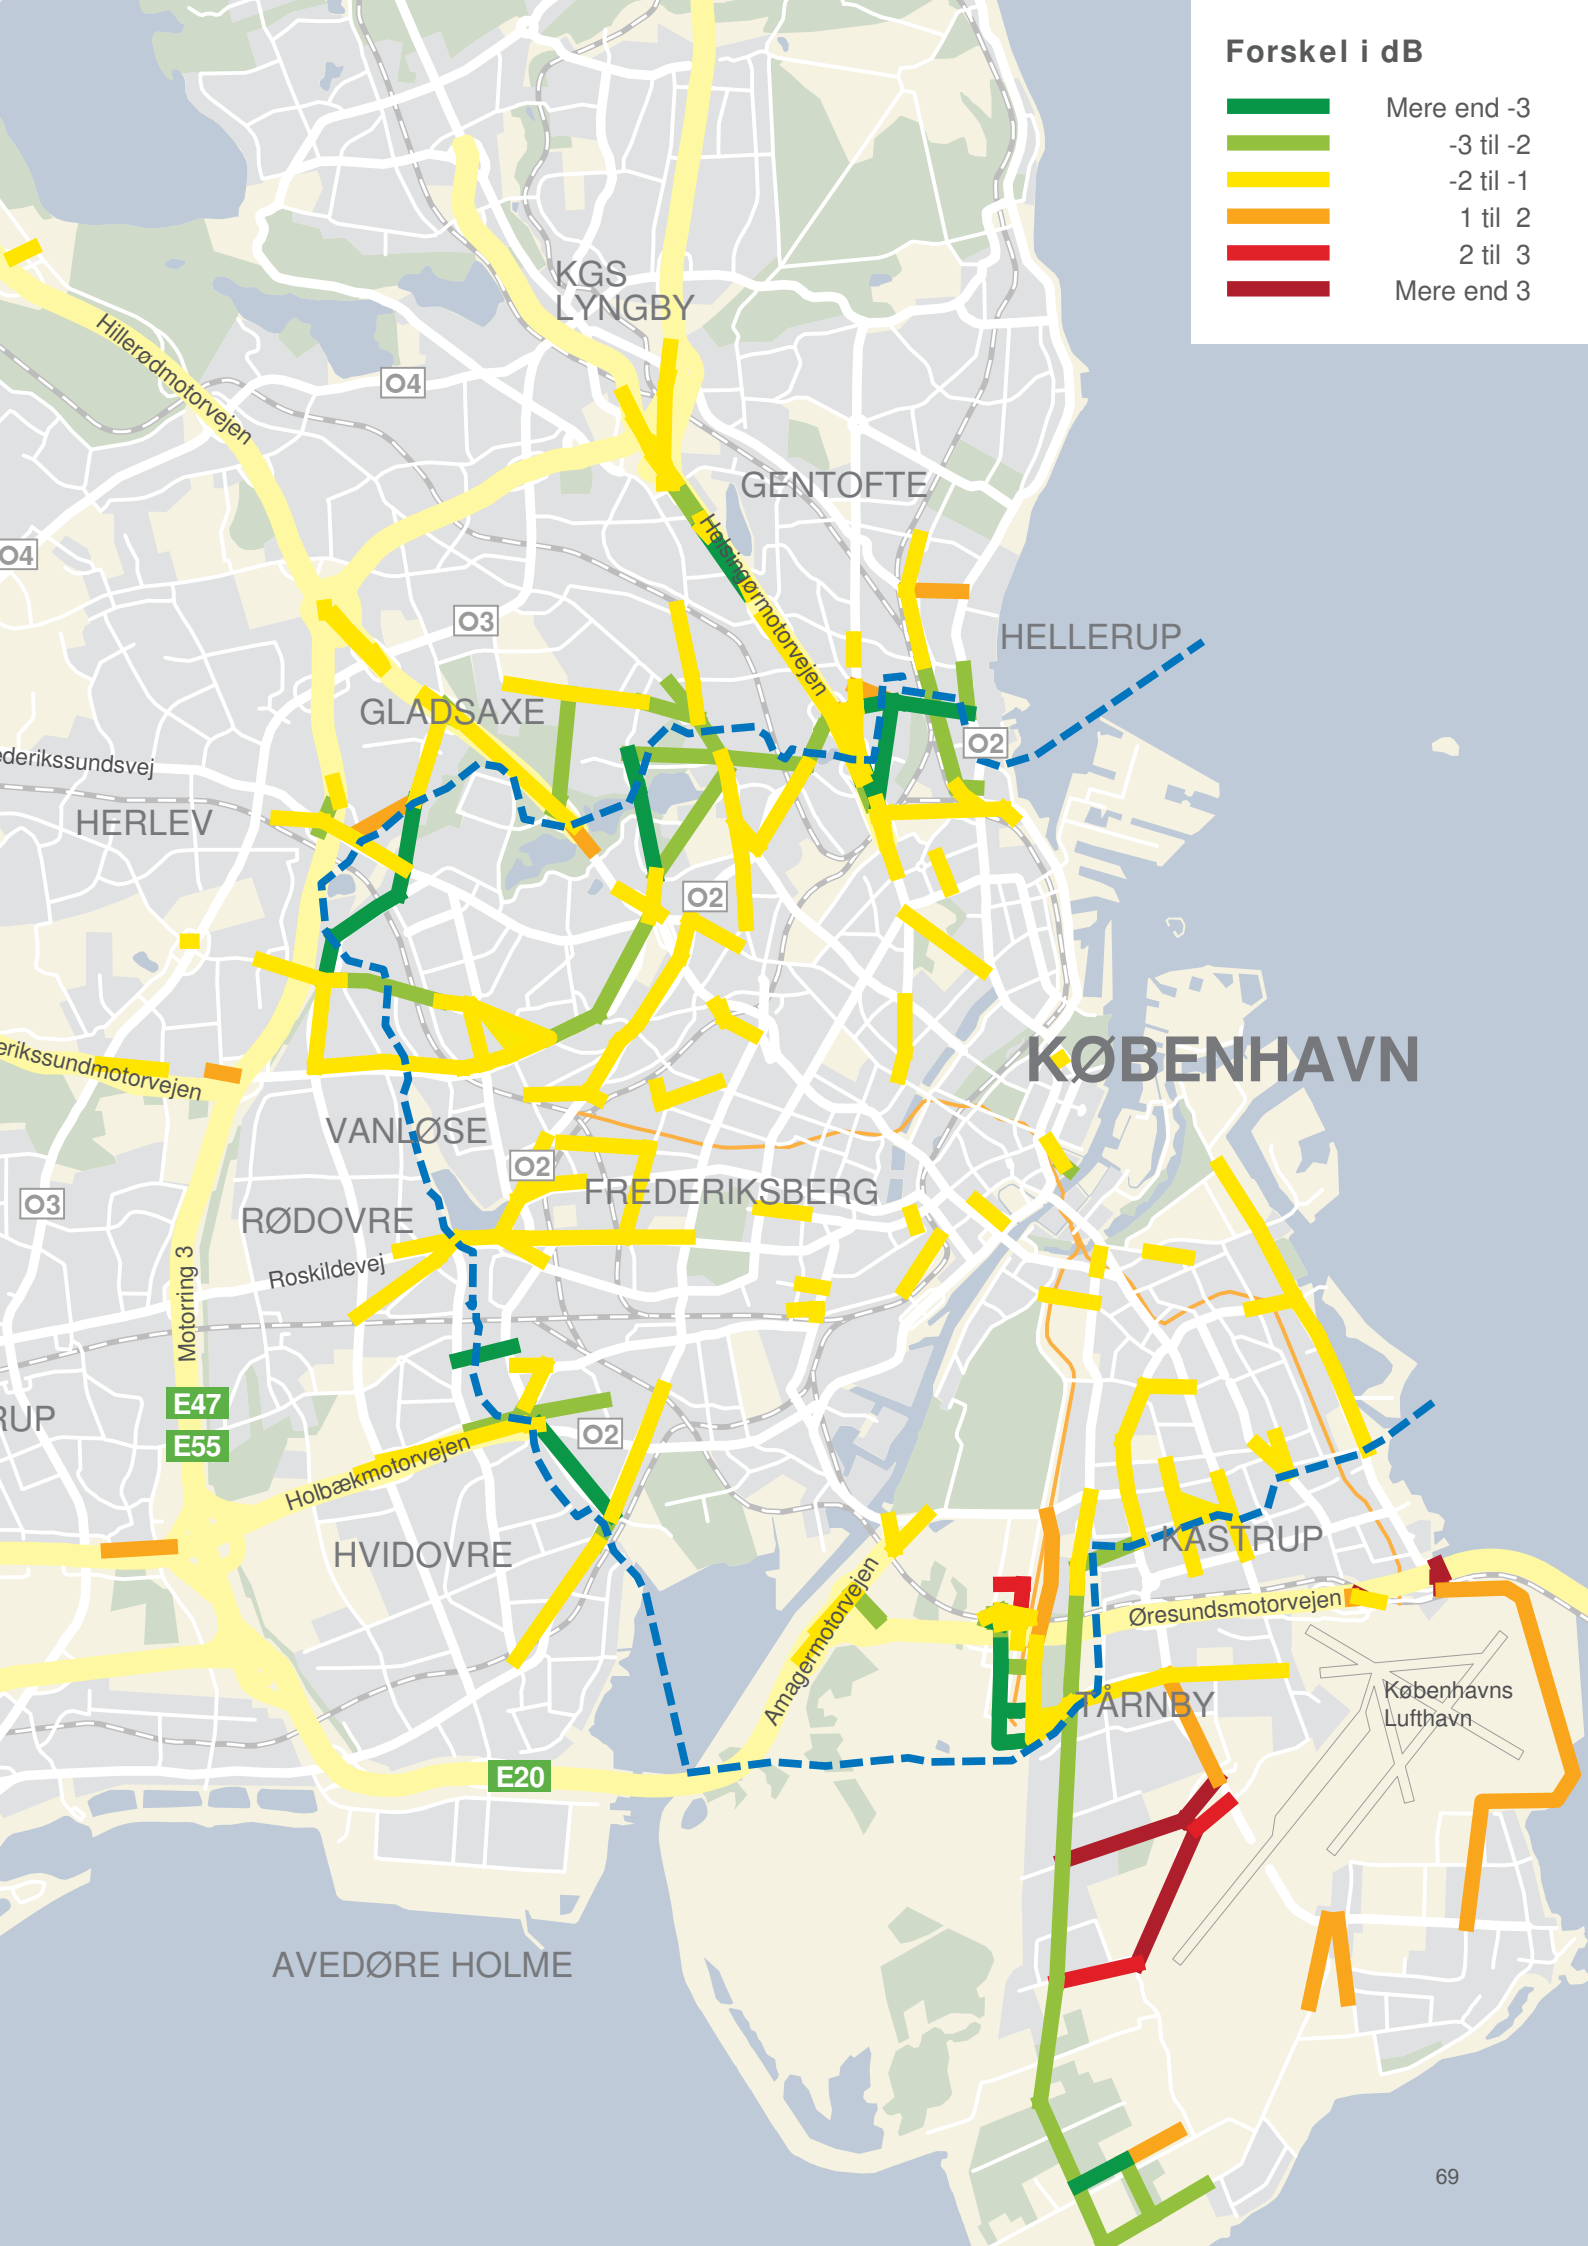 Forskel i dB
Mere end -3
-3 til -2
-2 til -1
1 til 2
2 til 3
Mere end 3
KGS
LYNGBY
Hillerødmotorvejen
O4
GENTOFTE
Helsingørmotorvejen
O4
O3
HELLERUP
GLADSAXE
O2
ederikssundsvej
HERLEV
O2
KØBENHAVN
erikssundmotorvejen
VANLØSE
O2
FREDERIKSBERG
O3
RØDOVRE
Roskildevej
Motorring 3
E47
RUP
O2
E55
Holbækmotorvejen
HVIDOVRE
KASTRUP
Øresundsmotorvejen
Amagermotorvejen
TÅRNBY
Københavns
Lufthavn
E20
AVEDØRE HOLME
69